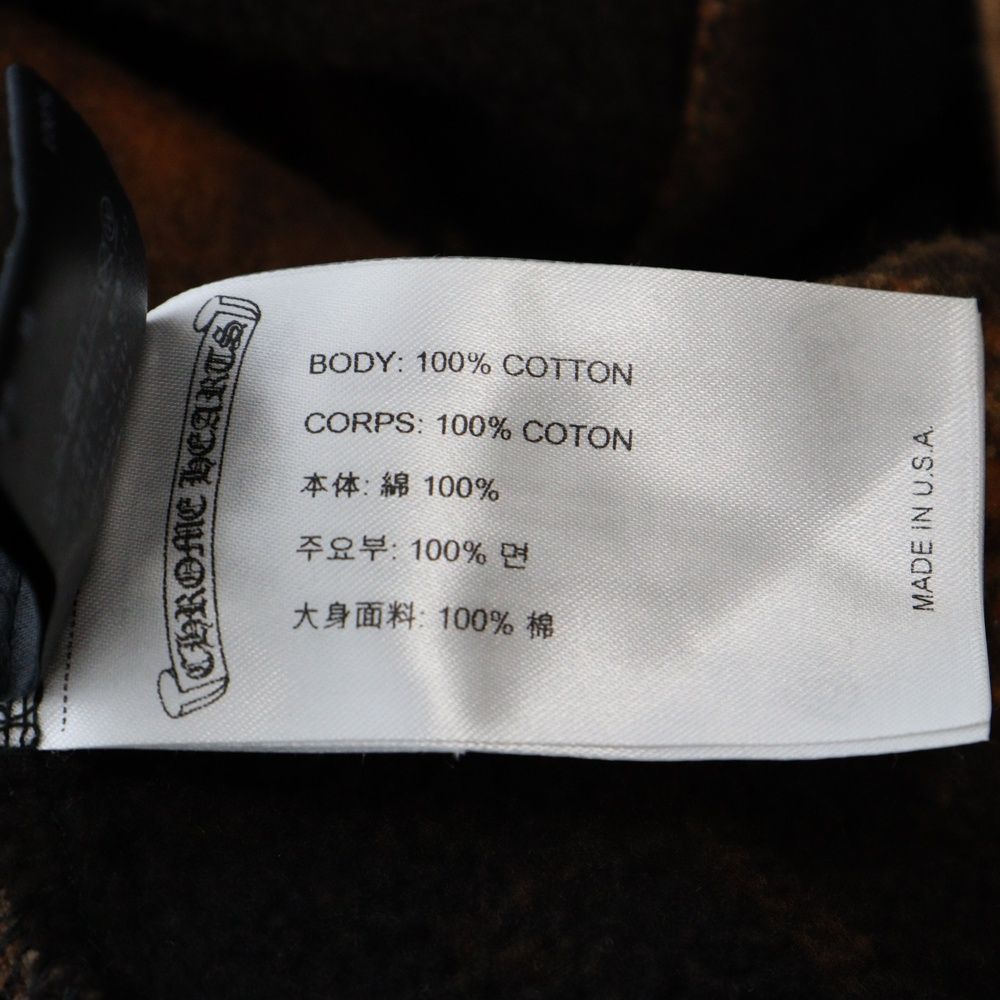 CHROME HEARTS
BODY: 100% COTTON
CORPS: 100% COTON
本体: 綿 100%
주요부: 100% 면
大身面料: 100% 棉
MADE IN U.S.A.